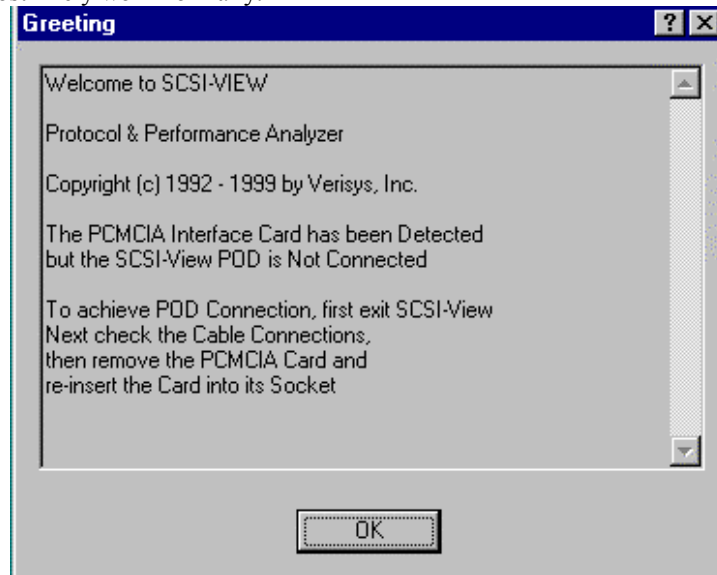 Greeting
Welcome to SCSI-VIEW
Protocol & Performance Analyzer
Copyright (c) 1992 - 1999 by Verisys, Inc.
The PCMCIA Interface Card has been Detected
but the SCSI-View POD is Not Connected
To achieve POD Connection, first exit SCSI-View
Next check the Cable Connections,
then remove the PCMCIA Card and
re-insert the Card into its Socket
OK